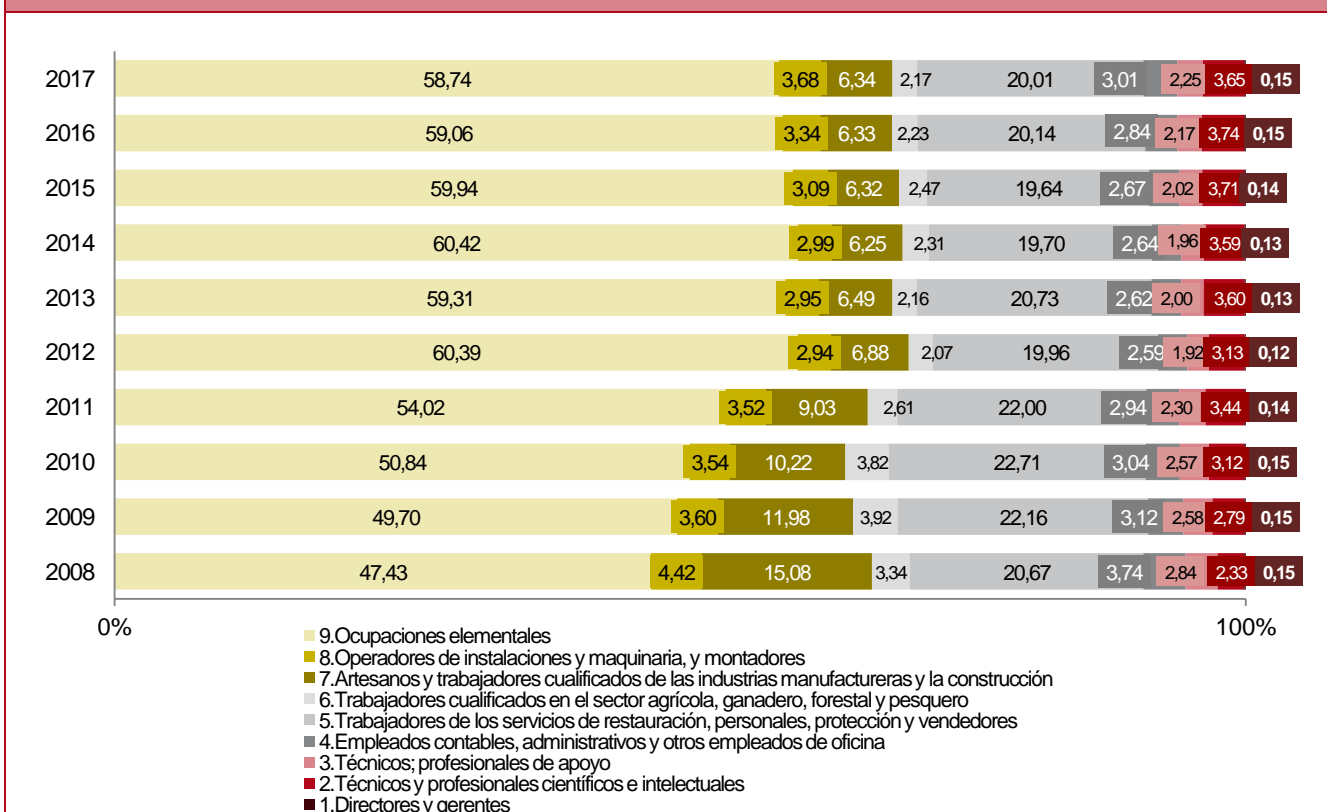 2017 58,74 3,68 6,34 2,17 20,01 3,01 2,25 3,65 0,15
2016 59,06 3,34 6,33 2,23 20,14 2,84 2,17 3,74 0,15
2015 59,94 3,09 6,32 2,47 19,64 2,67 2,02 3,71 0,14
2014 60,42 2,99 6,25 2,31 19,70 2,64 1,96 3,59 0,13
2013 59,31 2,95 6,49 2,16 20,73 2,62 2,00 3,60 0,13
2012 60,39 2,94 6,88 2,07 19,96 2,59 1,92 3,13 0,12
2011 54,02 3,52 9,03 2,61 22,00 2,94 2,30 3,44 0,14
2010 50,84 3,54 10,22 3,82 22,71 3,04 2,57 3,12 0,15
2009 49,70 3,60 11,98 3,92 22,16 3,12 2,58 2,79 0,15
2008 47,43 4,42 15,08 3,34 20,67 3,74 2,84 2,33 0,15
0% 100%
9.Ocupaciones elementales
8.Operadores de instalaciones y maquinaria, y montadores
7.Artesanos y trabajadores cualificados de las industrias manufactureras y la construcción
6.Trabajadores cualificados en el sector agrícola, ganadero, forestal y pesquero
5.Trabajadores de los servicios de restauración, personales, protección y vendedores
4.Empleados contables, administrativos y otros empleados de oficina
3.Técnicos; profesionales de apoyo
2.Técnicos y profesionales científicos e intelectuales
1.Directores y gerentes